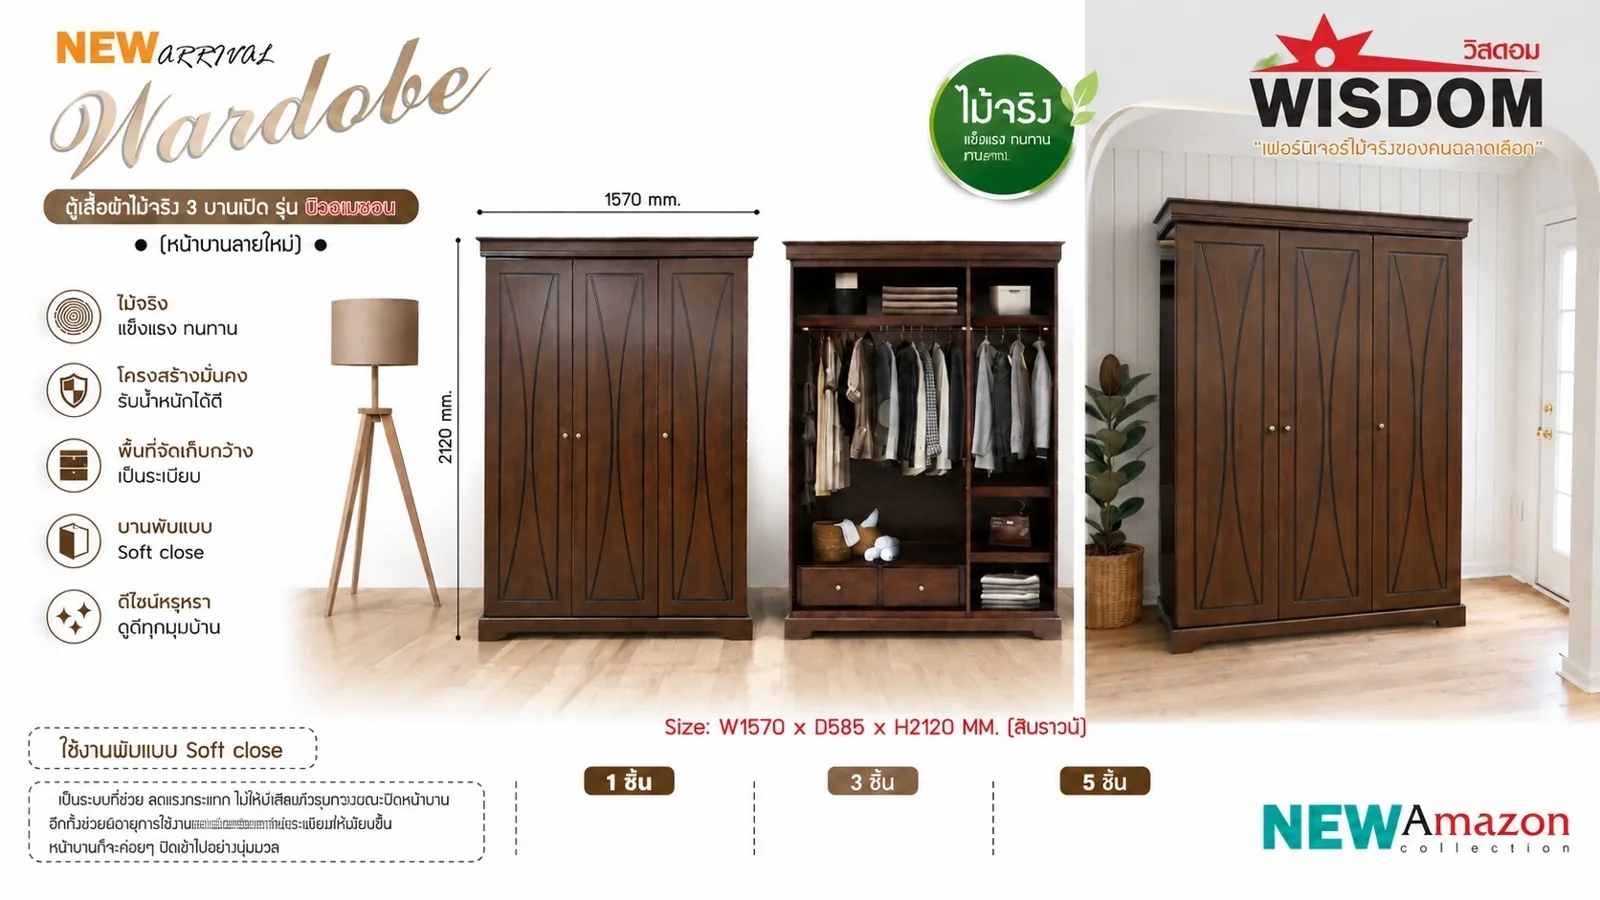 NEW ARRIVAL
Wardobe
ตู้เสื้อผ้าไม้จริง 3 บานเปิด รุ่น นิวอเมซอน
(หน้าบานลายใหม่)
ไม้จริง
แข็งแรง ทนทาน
โครงสร้างมั่นคง
รับน้ำหนักได้ดี
พื้นที่จัดเก็บกว้าง
เป็นระเบียบ
บานพับแบบ
Soft close
ดีไซน์หรูหรา
ดูดีทุกมุมบ้าน
1570 mm.
2120 mm.
ไม้จริง
แข็งแรง ทนทาน
วิสดอม
WISDOM
"เฟอร์นิเจอร์ไม้จริงของคนฉลาดเลือก"
Size: W1570 x D585 x H2120 MM. (สีบราวน์)
ใช้งานพับแบบ Soft close
เป็นระบบที่ช่วย ลดแรงกระแทก ไม่ให้ ขณะปิดหน้าบาน
อีกทั้งช่วย อายุการใช้งาน
หน้าบานก็จะค่อยๆ ปิดเข้าไปอย่างนุ่มนวล
1 ชิ้น
3 ชิ้น
5 ชิ้น
NEW Amazon
collection